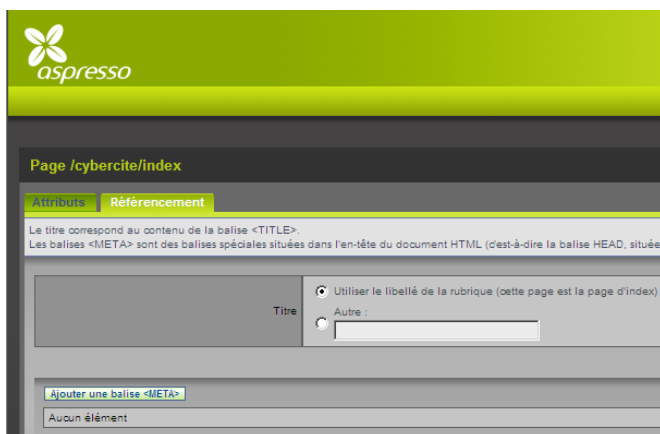 aspresso
Page /cybercite/index
Attributs Référencement
Le titre correspond au contenu de la balise <TITLE>.
Les balises <META> sont des balises spéciales situées dans l'en-tête du document HTML (c'est-à-dire la balise HEAD, située
Titre
Utiliser le libellé de la rubrique (cette page est la page d'index)
Autre :
Ajouter une balise <META>
Aucun élément